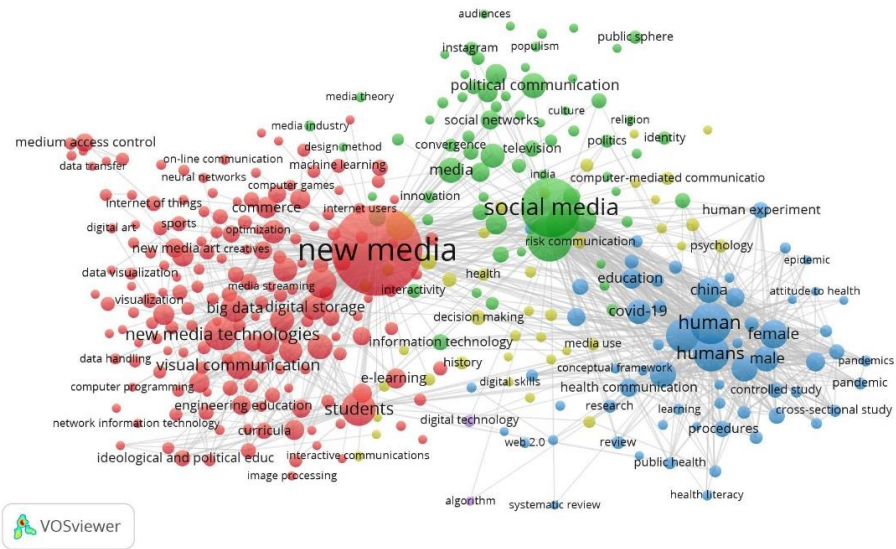 audiences
instagram
populism
public sphere
political communication
media theory
social networks
culture
religion
media industry
medium access control
design method
convergence
television
politics
identity
data transfer
on-line communication
machine learning
neural networks
media
india
computer-mediated communicatio
computer games
innovation
internet of things
commerce
internet users
social media
human experiment
digital art
sports
optimization
new media
risk communication
new media art
creatives
psychology
data visualization
media streaming
health
epidemic
interactivity
education
visualization
big data
digital storage
china
attitude to health
covid-19
decision making
human
new media technologies
information technology
media use
female
humans
male
data handling
visual communication
history
conceptual framework
pandemics
computer programming
e-learning
digital skills
health communication
controlled study
pandemic
engineering education
students
research
learning
cross-sectional study
network information technology
curricula
digital technology
procedures
web 2.0
review
ideological and political educ
interactive communications
public health
image processing
algorithm
systematic review
health literacy
VOSviewer